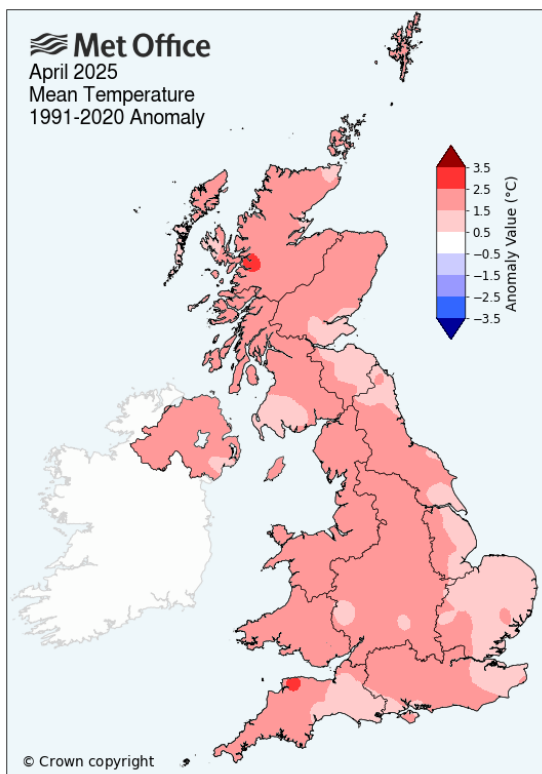 Met Office
April 2025
Mean Temperature
1991-2020 Anomaly
3.5
2.5
1.5
0.5
−0.5
−1.5
−2.5
−3.5
Anomaly Value (°C)
© Crown copyright